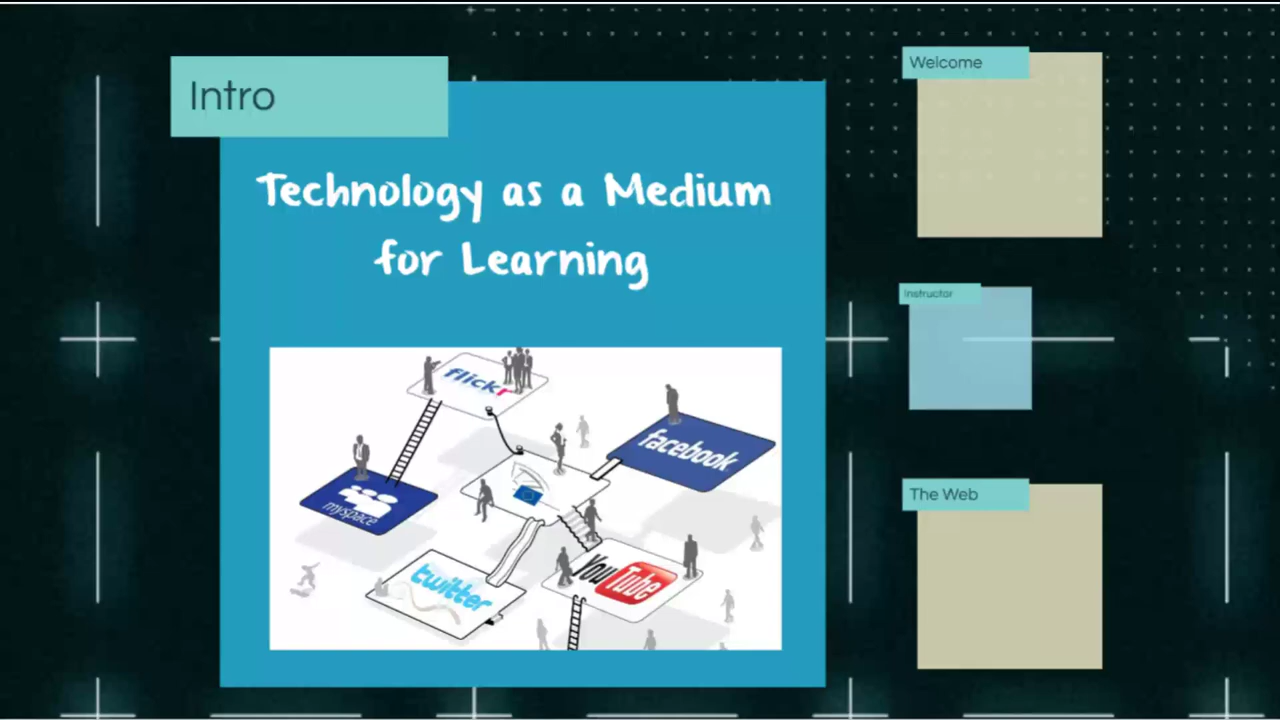 Intro
Technology as a Medium
for Learning
flickr
facebook
myspace
twitter
YouTube
Welcome
Instructor
The Web